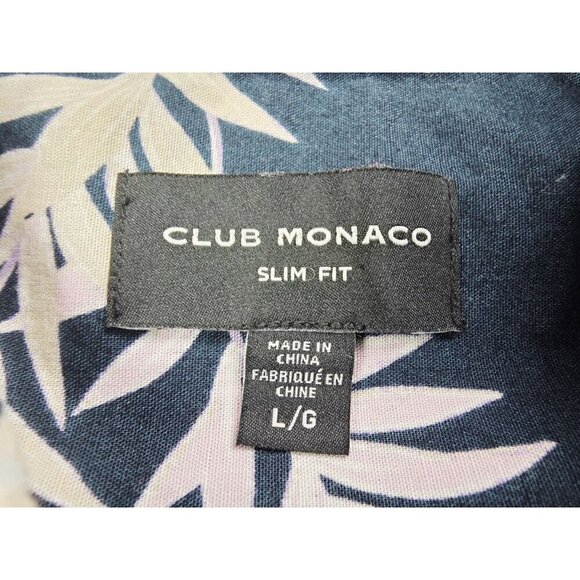 CLUB MONACO
SLIM FIT
MADE IN
CHINA
FABRIQUÉ EN
CHINE
L/G